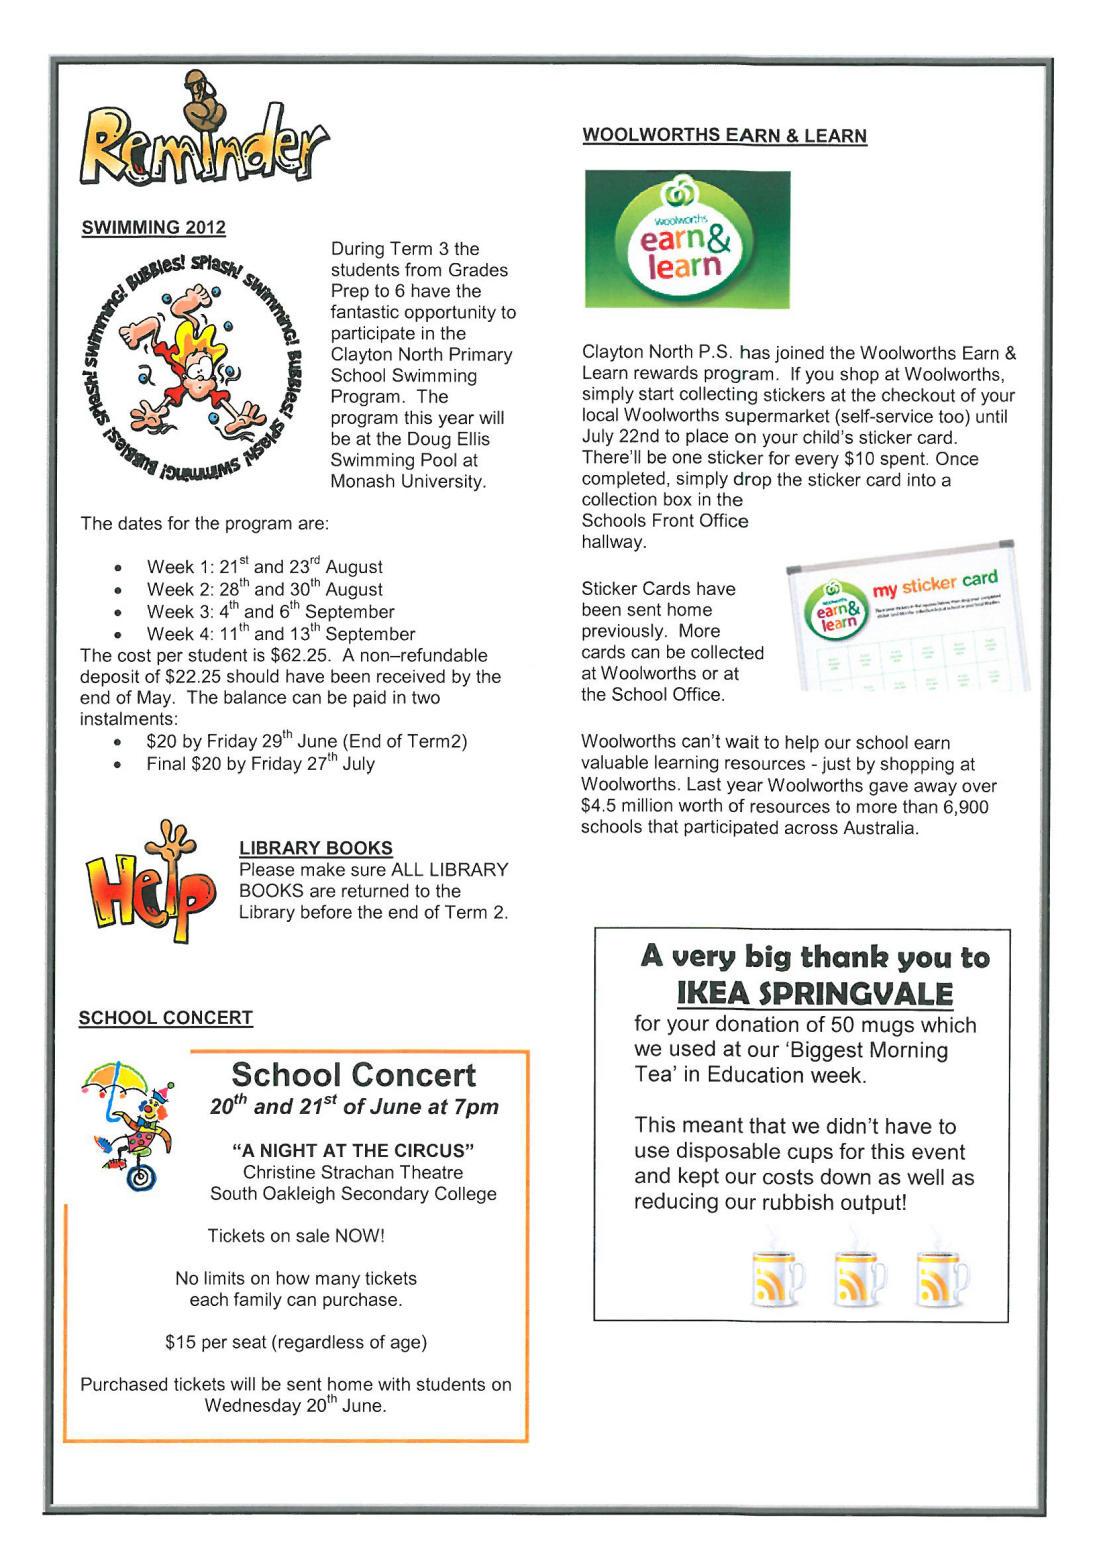 Reminder
SWIMMING 2012
Bubbles! Splash! Swimming! Bubbles! Splash! Swimming! Bubbles! Splash! Swimming!
During Term 3 the
students from Grades
Prep to 6 have the
fantastic opportunity to
participate in the
Clayton North Primary
School Swimming
Program. The
program this year will
be at the Doug Ellis
Swimming Pool at
Monash University.
The dates for the program are:
• Week 1: 21st and 23rd August
• Week 2: 28th and 30th August
• Week 3: 4th and 6th September
• Week 4: 11th and 13th September
The cost per student is $62.25. A non–refundable
deposit of $22.25 should have been received by the
end of May. The balance can be paid in two
instalments:
• $20 by Friday 29th June (End of Term2)
• Final $20 by Friday 27th July
Help
LIBRARY BOOKS
Please make sure ALL LIBRARY
BOOKS are returned to the
Library before the end of Term 2.
SCHOOL CONCERT
School Concert
20th and 21st of June at 7pm
“A NIGHT AT THE CIRCUS”
Christine Strachan Theatre
South Oakleigh Secondary College
Tickets on sale NOW!
No limits on how many tickets
each family can purchase.
$15 per seat (regardless of age)
Purchased tickets will be sent home with students on
Wednesday 20th June.
WOOLWORTHS EARN & LEARN
woolworths
earn &
learn
Clayton North P.S. has joined the Woolworths Earn &
Learn rewards program. If you shop at Woolworths,
simply start collecting stickers at the checkout of your
local Woolworths supermarket (self-service too) until
July 22nd to place on your child’s sticker card.
There’ll be one sticker for every $10 spent. Once
completed, simply drop the sticker card into a
collection box in the
Schools Front Office
hallway.
Sticker Cards have
been sent home
previously. More
cards can be collected
at Woolworths or at
the School Office.
my sticker card
woolworths
earn &
learn
Woolworths can’t wait to help our school earn
valuable learning resources - just by shopping at
Woolworths. Last year Woolworths gave away over
$4.5 million worth of resources to more than 6,900
schools that participated across Australia.
A very big thank you to
IKEA SPRINGVALE
for your donation of 50 mugs which
we used at our ‘Biggest Morning
Tea’ in Education week.
This meant that we didn’t have to
use disposable cups for this event
and kept our costs down as well as
reducing our rubbish output!